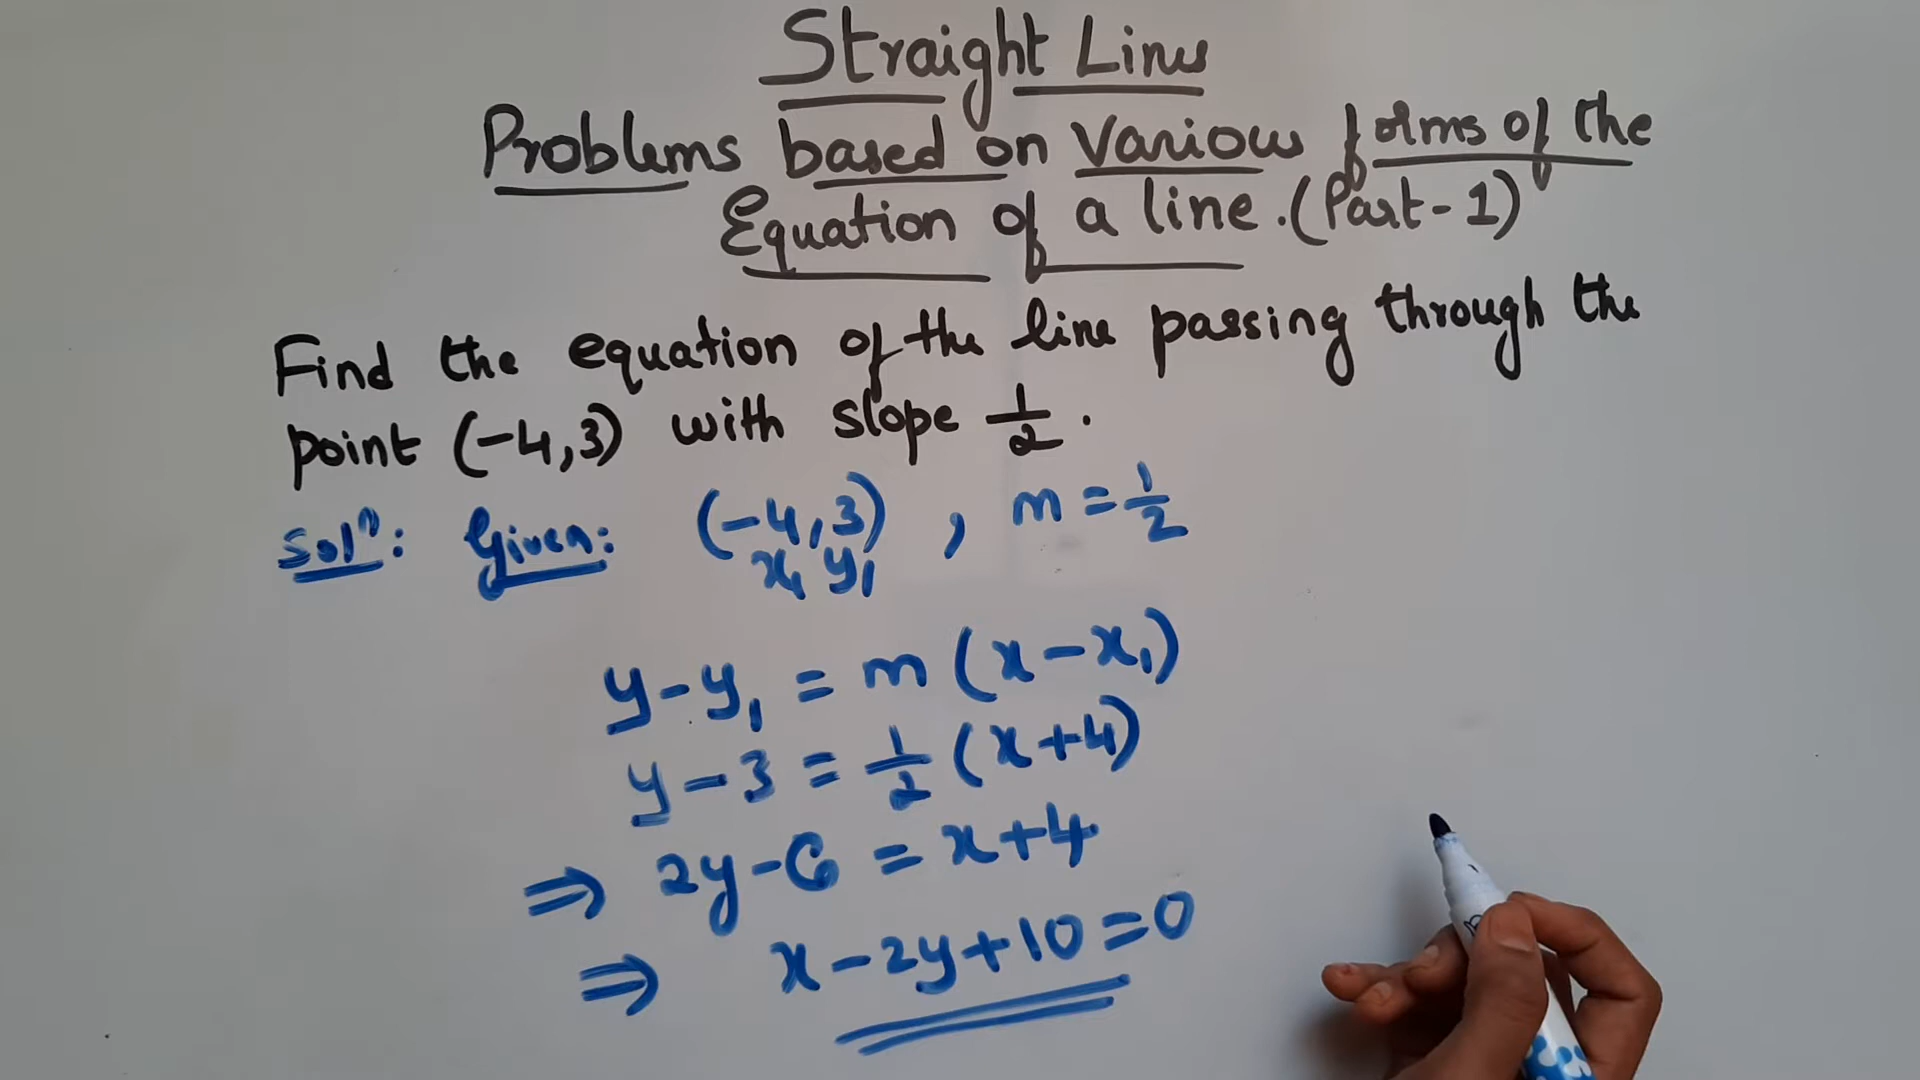 Straight Lines
Problems based on Various forms of the
Equation of a line. (Part-1)
Find the equation of the line passing through the
point (-4,3) with slope 1/2.
Solⁿ: Given: (-4,3), m = 1/2
x₁ y₁
y-y₁ = m(x-x₁)
y-3 = 1/2 (x+4)
⇒ 2y-6 = x+4
⇒ x-2y+10=0